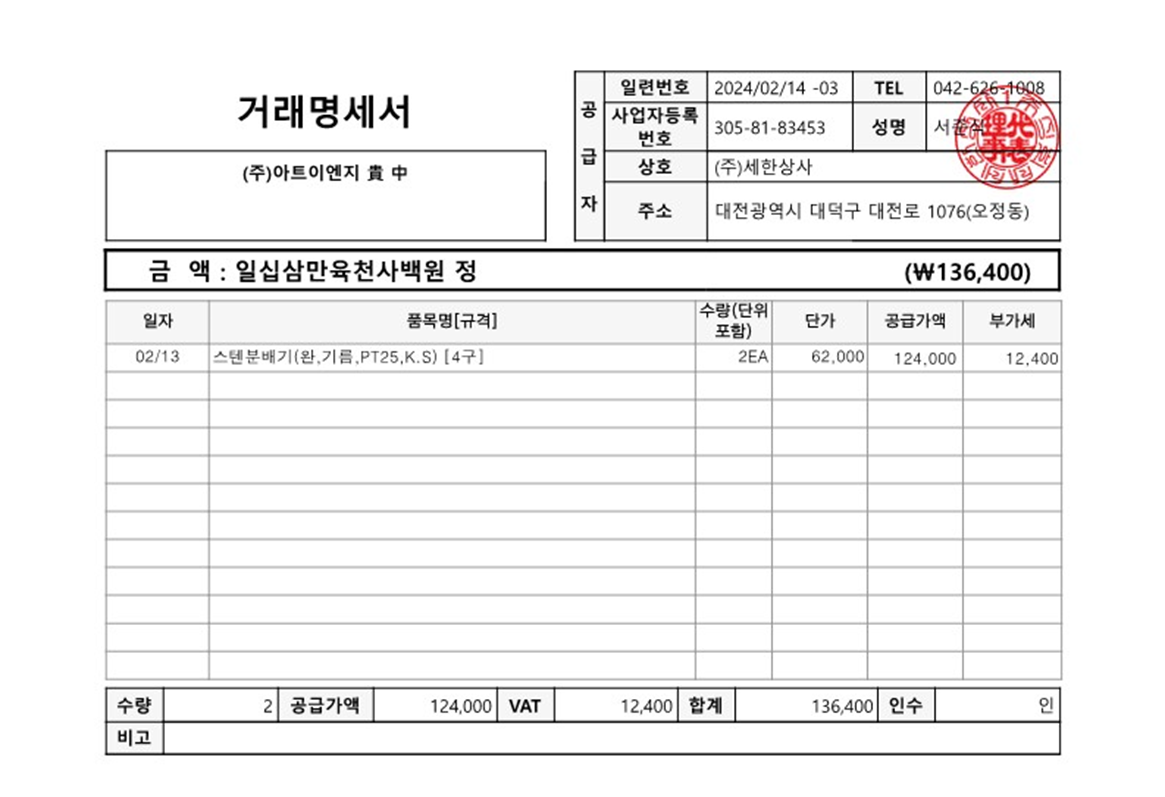 거래명세서
(주)아트이엔지 貴 中
공급자
일련번호 2024/02/14 -03 TEL 042-626-1008
사업자등록번호 305-81-83453 성명
상호 (주)세한상사
주소 대전광역시 대덕구 대전로 1076(오정동)
금 액 : 일십삼만육천사백원 정 (₩136,400)
일자 품목명[규격] 수량(단위포함) 단가 공급가액 부가세
02/13 스텐분배기(완,기름,PT25,K.S) [4구] 2EA 62,000 124,000 12,400
수량 2 공급가액 124,000 VAT 12,400 합계 136,400 인수 인
비고